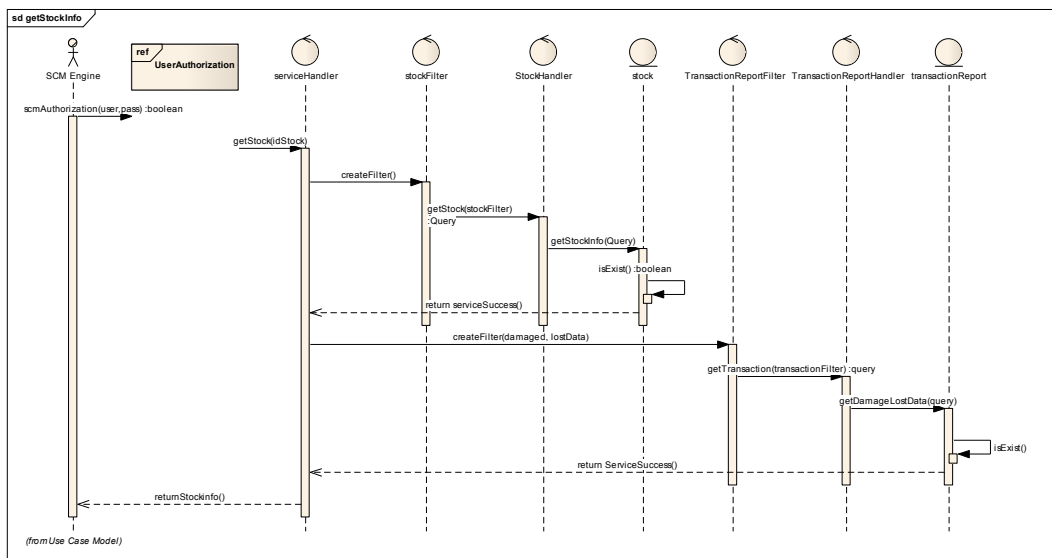 sd getStockInfo
SCM Engine
ref
UserAuthorization
serviceHandler
stockFilter
StockHandler
stock
TransactionReportFilter
TransactionReportHandler
transactionReport
scmAuthorization(user,pass) :boolean
getStock(idStock)
createFilter()
getStock(stockFilter)
:Query
getStockInfo(Query)
isExist() :boolean
return serviceSuccess()
createFilter(damaged, lostData)
getTransaction(transactionFilter) :query
getDamageLostData(query)
isExist()
return ServiceSuccess()
returnStockinfo()
(from Use Case Model)